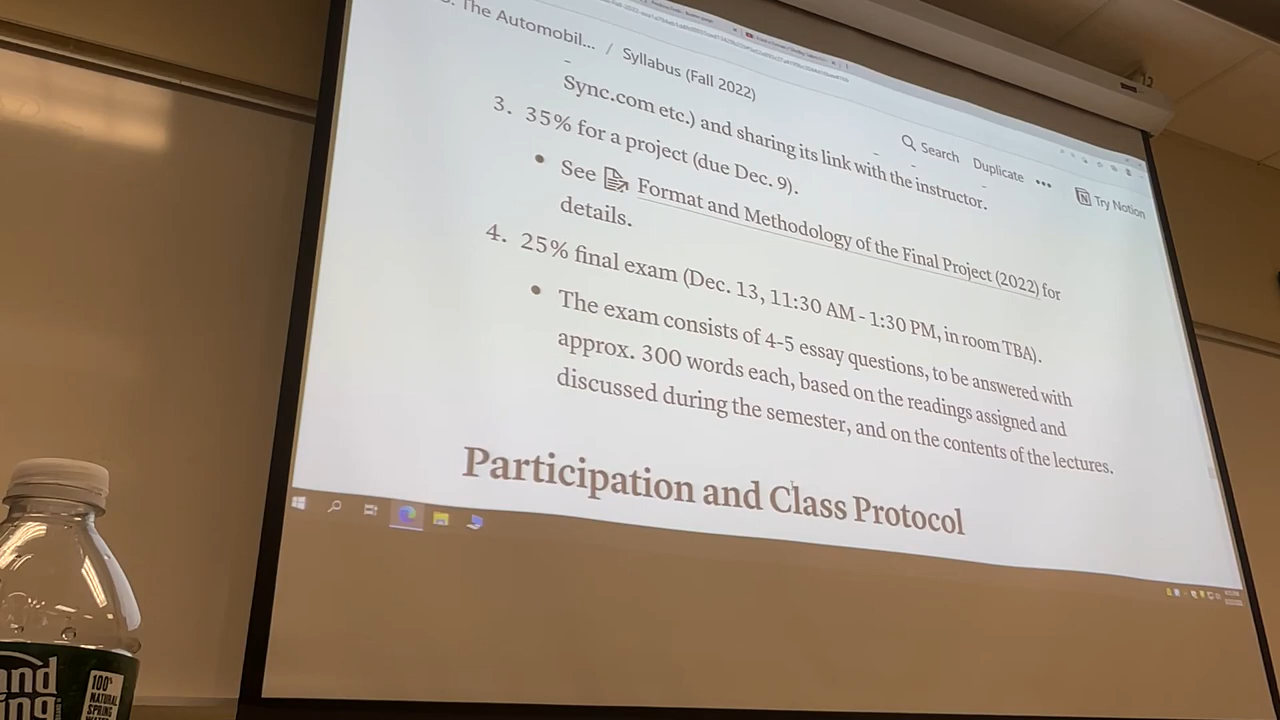 The Automobil... / Syllabus (Fall 2022)
Search Duplicate ••• Try Notion
Sync.com etc.) and sharing its link with the instructor.
3. 35% for a project (due Dec. 9).
• See Format and Methodology of the Final Project (2022) for
details.
4. 25% final exam (Dec. 13, 11:30 AM - 1:30 PM, in room TBA).
• The exam consists of 4-5 essay questions, to be answered with
approx. 300 words each, based on the readings assigned and
discussed during the semester, and on the contents of the lectures.
Participation and Class Protocol
100%
NATURAL
SPRING